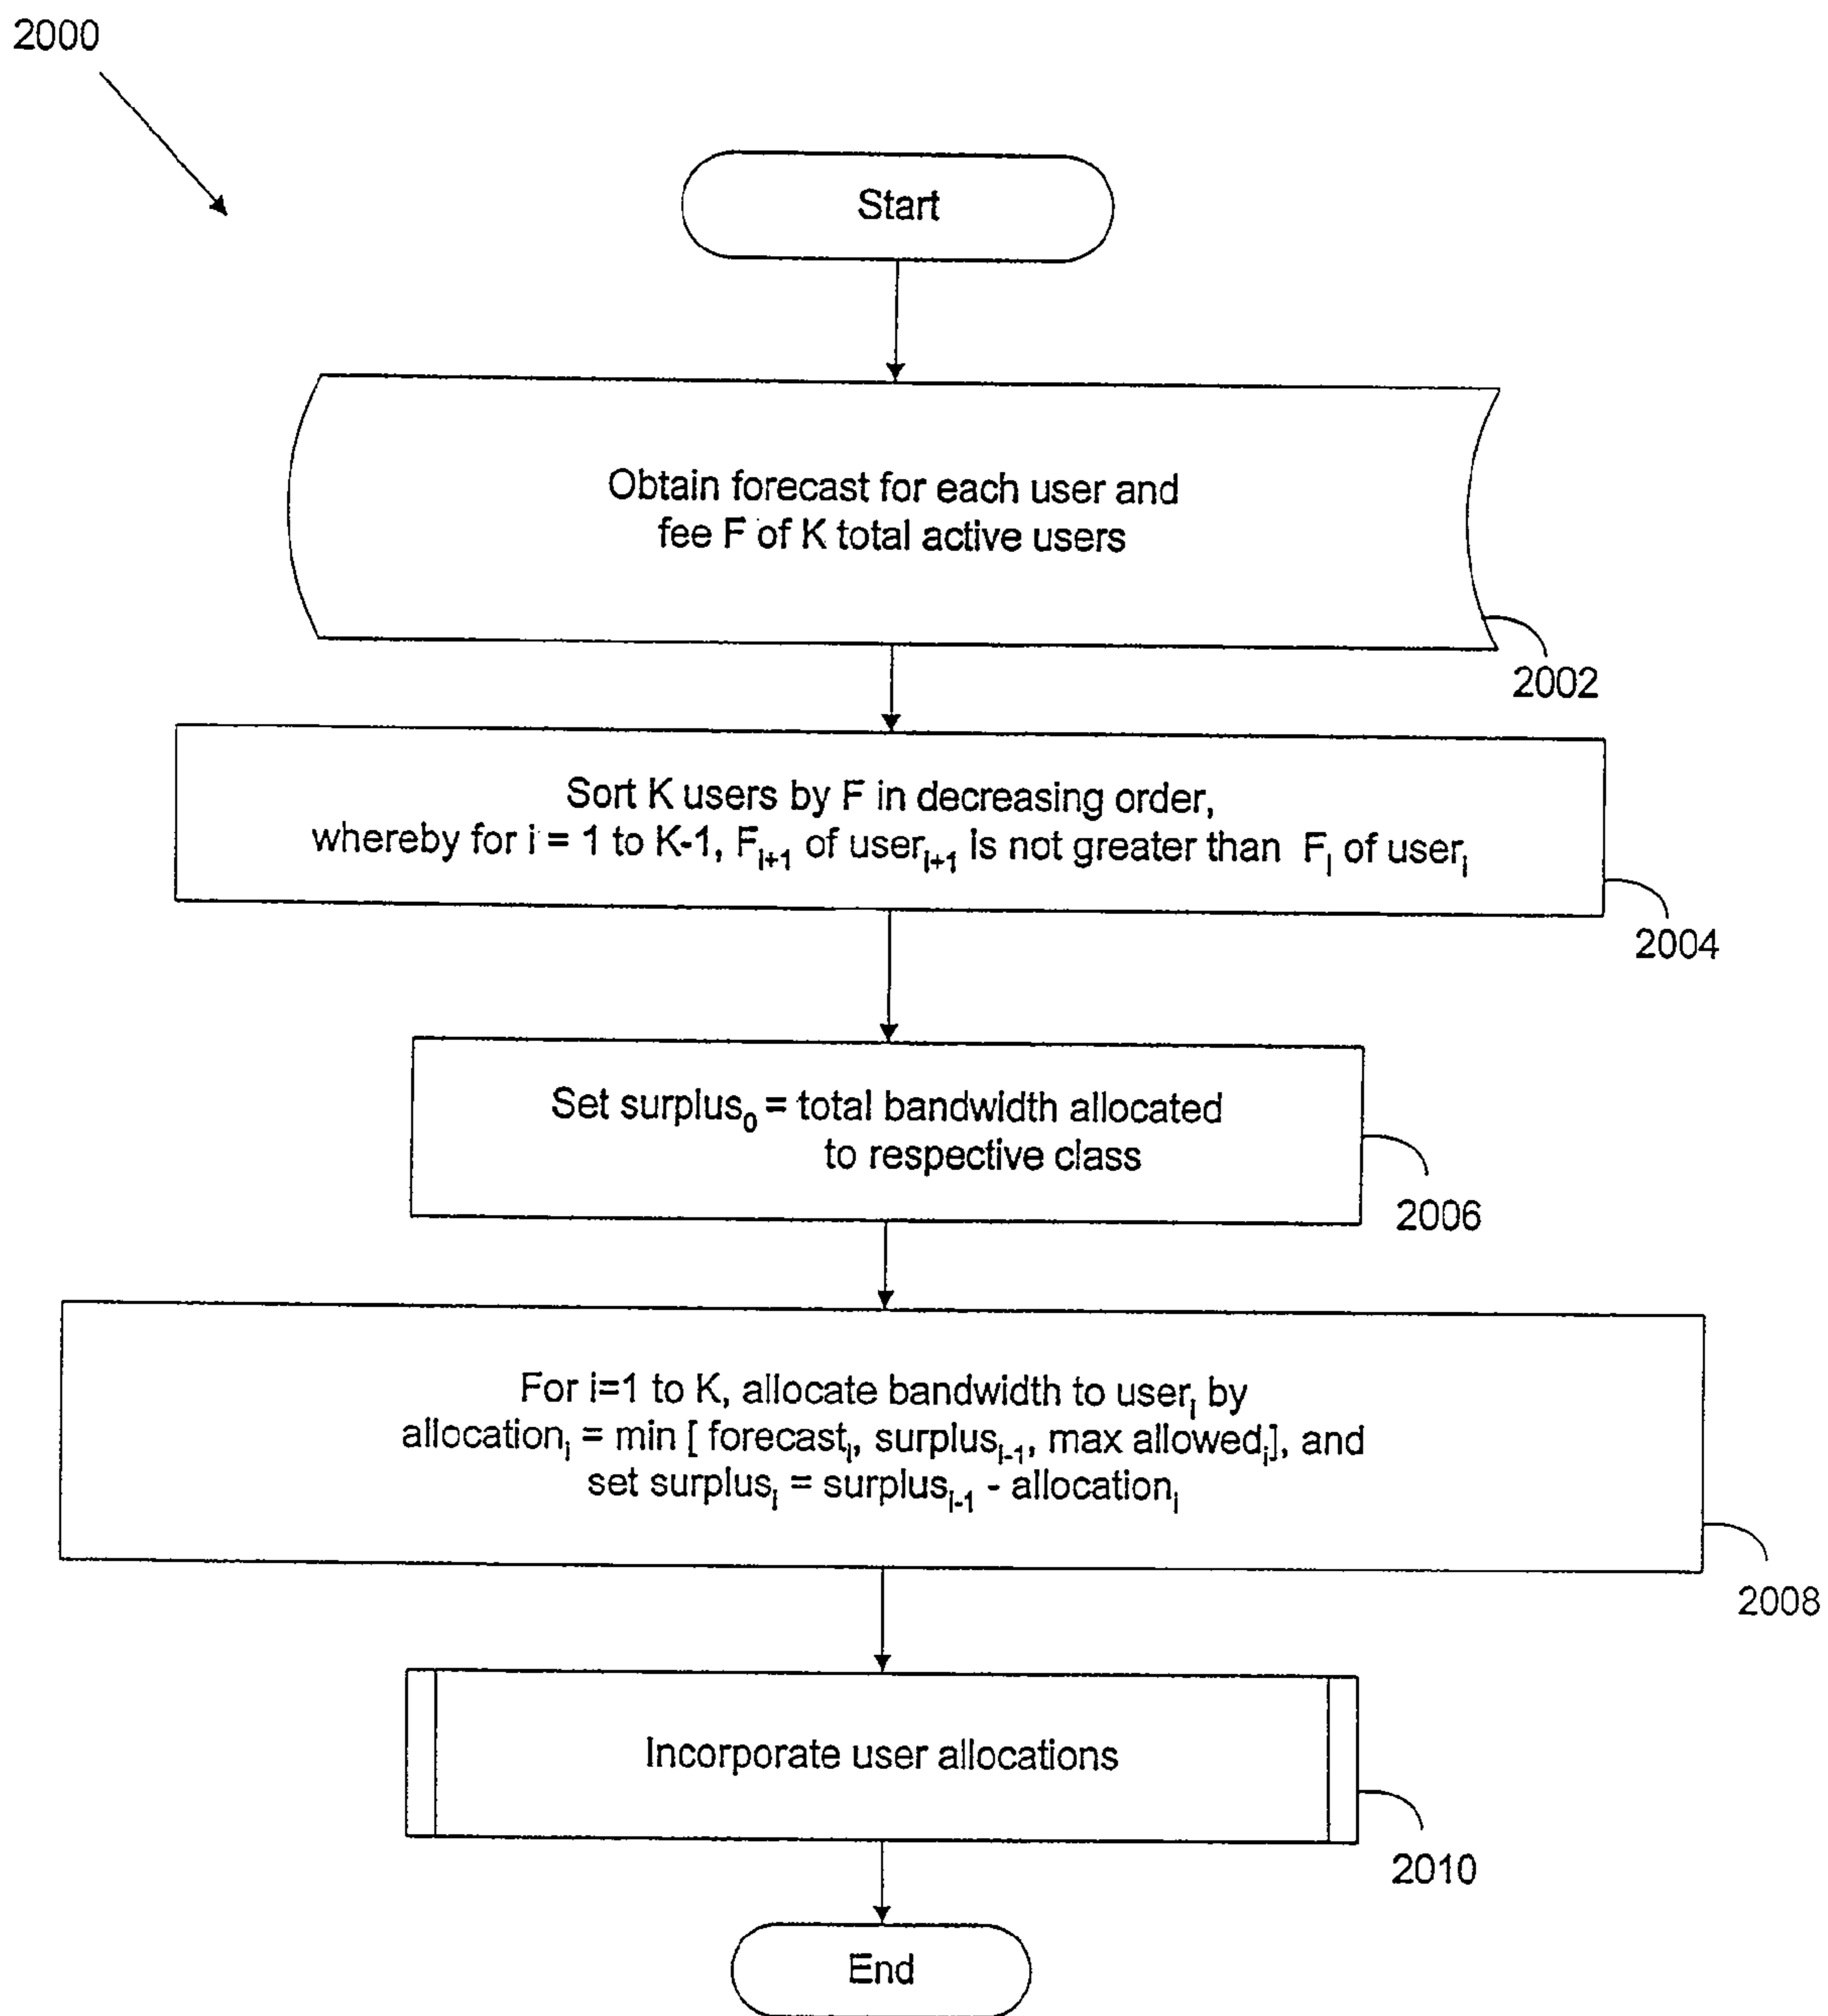 2000
Start
Obtain forecast for each user and
fee F of K total active users
2002
Sort K users by F in decreasing order,
whereby for i = 1 to K-1, Fᵢ₊₁ of userᵢ₊₁ is not greater than Fᵢ of userᵢ
2004
Set surplus₀ = total bandwidth allocated
to respective class
2006
For i=1 to K, allocate bandwidth to userᵢ by
allocationᵢ = min [ forecastᵢ, surplusᵢ₋₁, max allowedᵢ], and
set surplusᵢ = surplusᵢ₋₁ - allocationᵢ
2008
Incorporate user allocations
2010
End